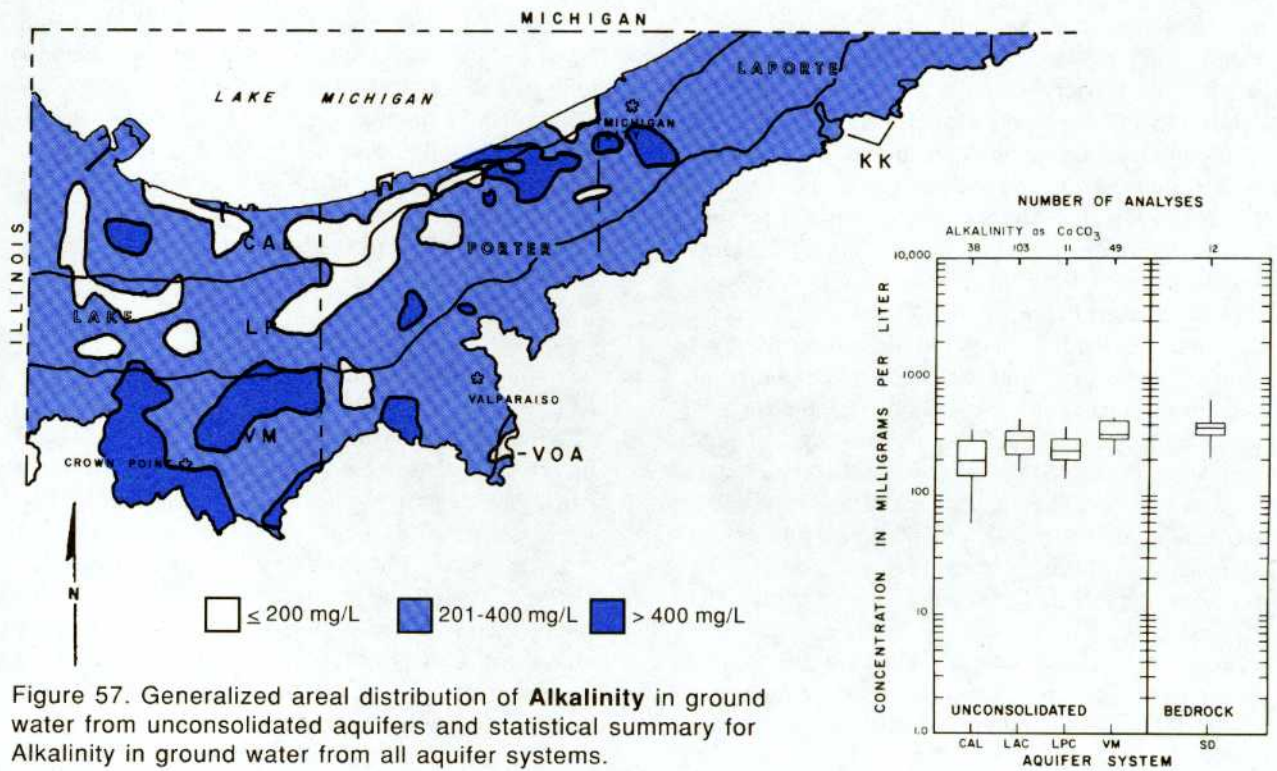 MICHIGAN
LAPORTE
LAKE MICHIGAN
MICHIGAN
KK
ILLINOIS
CAL
PORTER
LAKE
LP
VALPARAISO
VM
VOA
CROWN POINT
N
≤ 200 mg/L 201-400 mg/L > 400 mg/L
Figure 57. Generalized areal distribution of Alkalinity in ground
water from unconsolidated aquifers and statistical summary for
Alkalinity in ground water from all aquifer systems.
NUMBER OF ANALYSES
ALKALINITY as CaCO3
38 103 11 49 12
CONCENTRATION IN MILLIGRAMS PER LITER
10,000
1000
100
10
1.0
UNCONSOLIDATED BEDROCK
CAL LAC LPC VM SD
AQUIFER SYSTEM